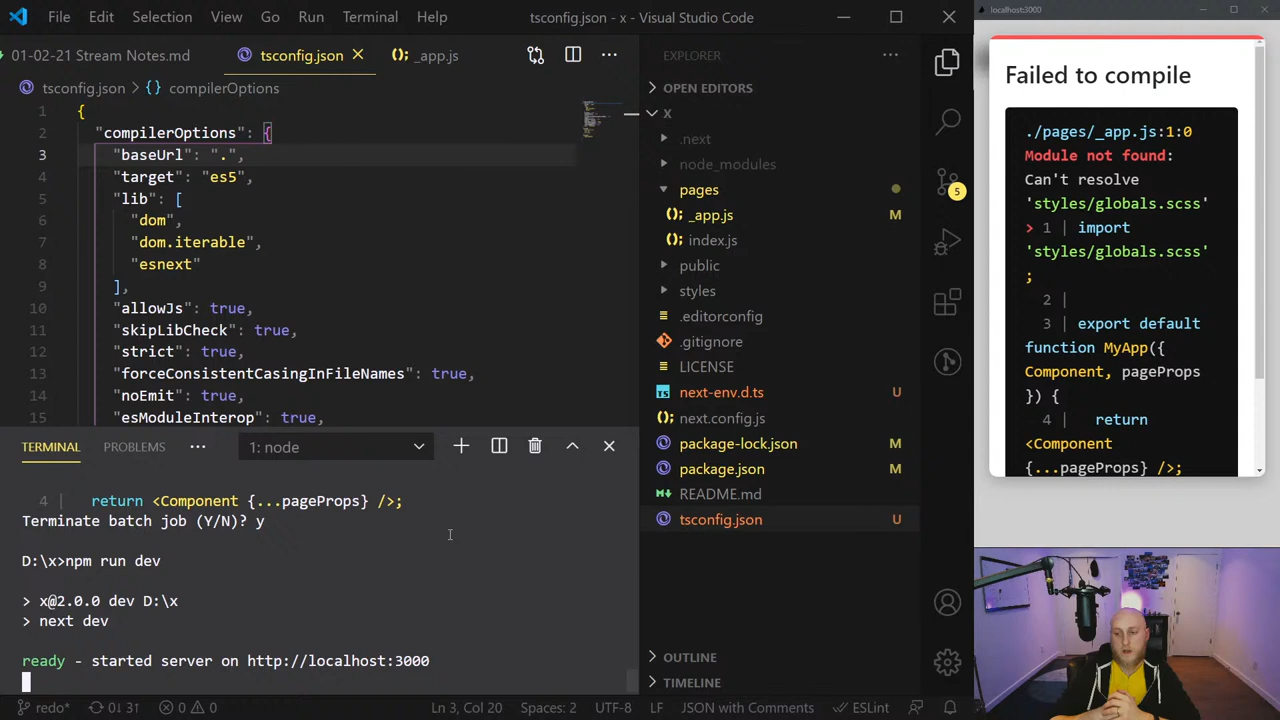 File Edit Selection View Go Run Terminal Help tsconfig.json - x - Visual Studio Code
01-02-21 Stream Notes.md tsconfig.json _app.js
tsconfig.json {} compilerOptions
1 {
2 "compilerOptions": {
3 "baseUrl": ".",
4 "target": "es5",
5 "lib": [
6 "dom",
7 "dom.iterable",
8 "esnext"
9 ],
10 "allowJs": true,
11 "skipLibCheck": true,
12 "strict": true,
13 "forceConsistentCasingInFileNames": true,
14 "noEmit": true,
15 "esModuleInterop": true,
TERMINAL PROBLEMS ··· 1: node
4 | return <Component {...pageProps} />;
Terminate batch job (Y/N)? y
D:\x>npm run dev
> x@2.0.0 dev D:\x
> next dev
ready - started server on http://localhost:3000
EXPLORER
OPEN EDITORS
X
.next
node_modules
pages
_app.js M
index.js
public
styles
.editorconfig
.gitignore
LICENSE
next-env.d.ts U
next.config.js
package-lock.json M
package.json M
README.md
tsconfig.json U
OUTLINE
TIMELINE
5
redo* 0↓ 3↑ 0 0 Ln 3, Col 20 Spaces: 2 UTF-8 LF JSON with Comments ESLint
localhost:3000
Failed to compile
./pages/_app.js:1:0
Module not found:
Can't resolve
'styles/globals.scss'
> 1 | import
'styles/globals.scss'
;
2 |
3 | export default
function MyApp({
Component, pageProps
}) {
4 | return
<Component
{...pageProps} />;